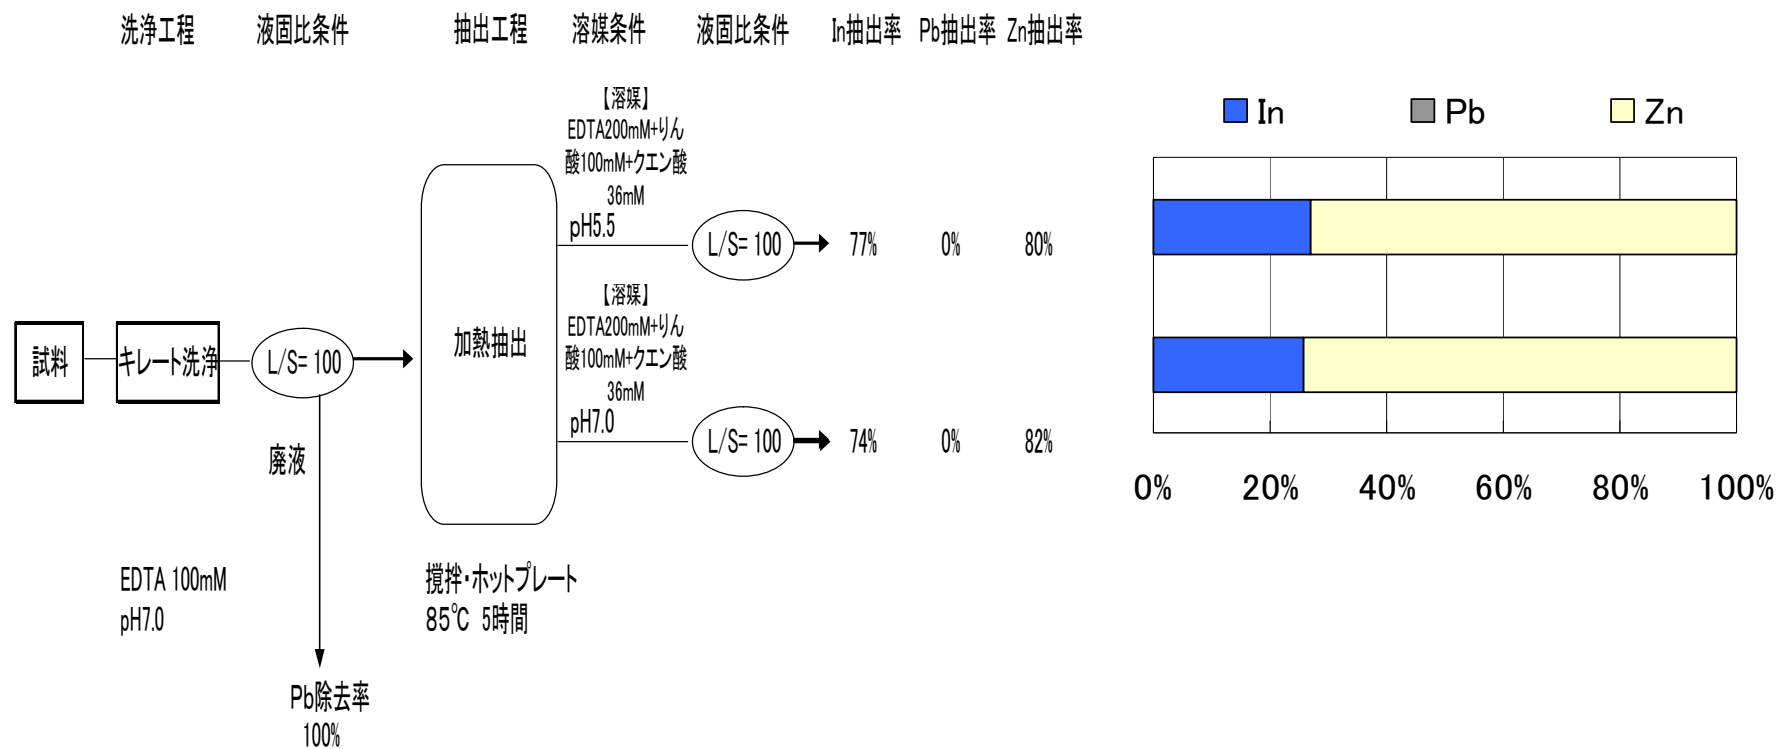 洗浄工程 液固比条件 抽出工程 溶媒条件 液固比条件 In抽出率 Pb抽出率 Zn抽出率
【溶媒】
EDTA200mM+りん
酸100mM+クエン酸
36mM
pH5.5
L/S= 100
77% 0% 80%
【溶媒】
EDTA200mM+りん
酸100mM+クエン酸
36mM
pH7.0
L/S= 100
74% 0% 82%
試料
キレート洗浄
L/S= 100
加熱抽出
廃液
EDTA 100mM
pH7.0
撹拌・ホットプレート
85℃ 5時間
Pb除去率
100%
In Pb Zn
0% 20% 40% 60% 80% 100%